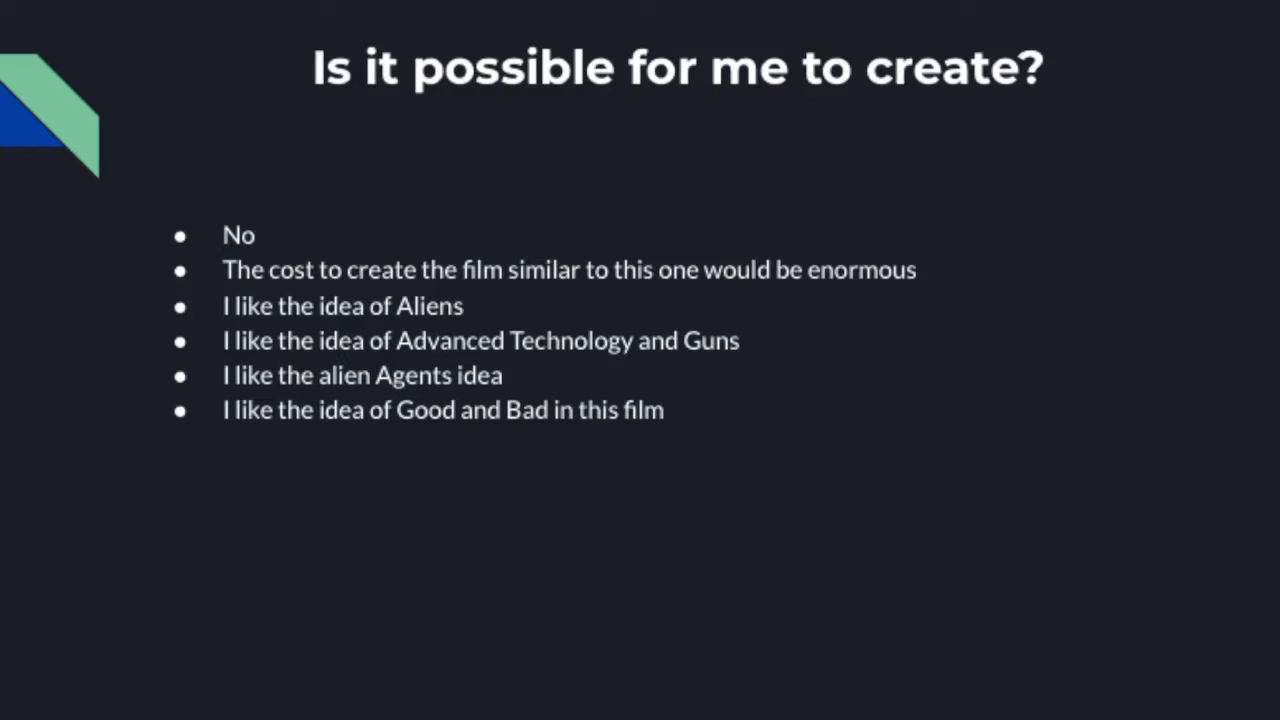 Is it possible for me to create?
● No
● The cost to create the film similar to this one would be enormous
● I like the idea of Aliens
● I like the idea of Advanced Technology and Guns
● I like the alien Agents idea
● I like the idea of Good and Bad in this film